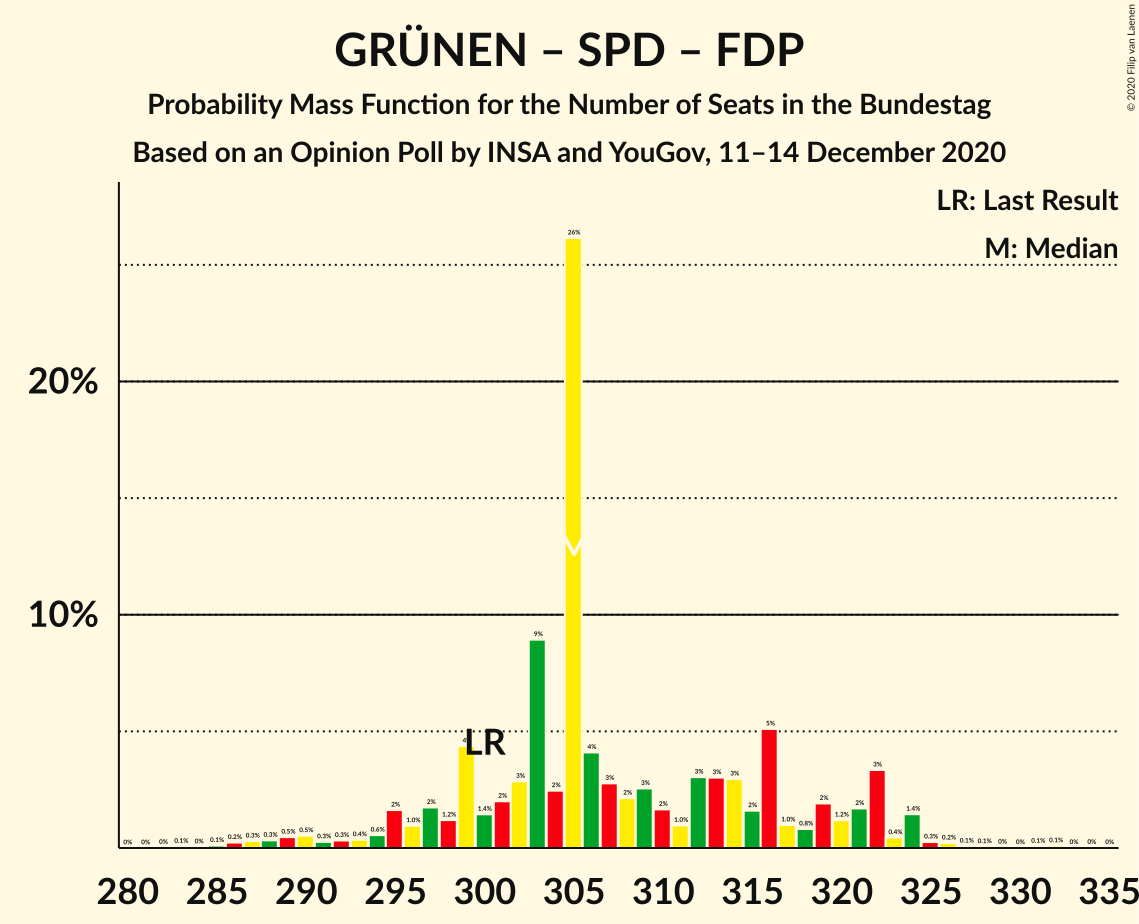 GRÜNEN – SPD – FDP
Probability Mass Function for the Number of Seats in the Bundestag
Based on an Opinion Poll by INSA and YouGov, 11–14 December 2020
© 2020 Filip van Laenen
LR: Last Result
M: Median
20%
10%
0% 0% 0% 0.1% 0% 0.1% 0.2% 0.3% 0.3% 0.5% 0.5% 0.3% 0.3% 0.4% 0.6% 2% 1.0% 2% 1.2% 4% 1.4% 2% 3% 9% 2% 26% 4% 3% 2% 3% 2% 1.0% 3% 3% 3% 2% 5% 1.0% 0.8% 2% 1.2% 2% 3% 0.4% 1.4% 0.3% 0.2% 0.1% 0.1% 0% 0% 0.1% 0.1% 0% 0% 0%
LR
M
280 285 290 295 300 305 310 315 320 325 330 335